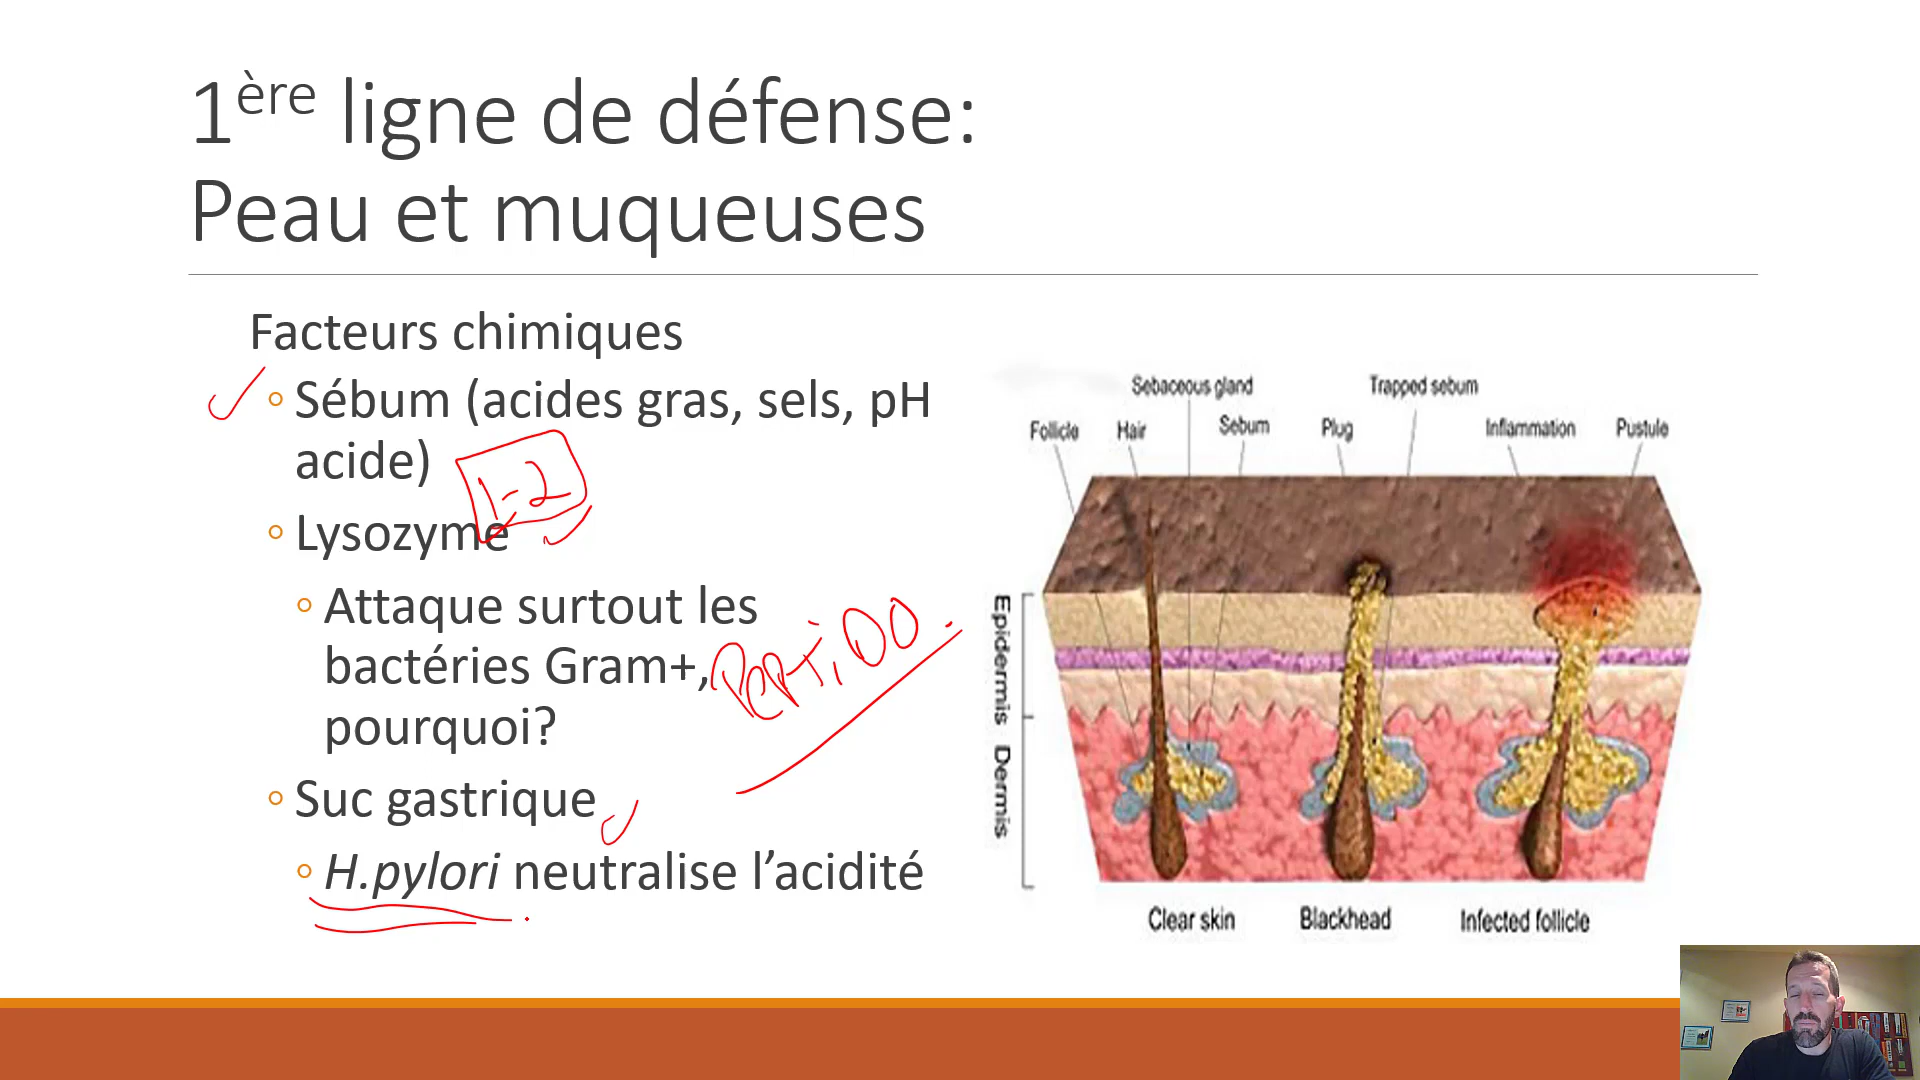 1ère ligne de défense:
Peau et muqueuses
Facteurs chimiques
◦ Sébum (acides gras, sels, pH
acide)
1-2
◦ Lysozyme
◦ Attaque surtout les
bactéries Gram+,
pourquoi?
◦ Suc gastrique
◦ H.pylori neutralise l’acidité
Sebaceous gland
Trapped sebum
Follicle
Hair
Sebum
Plug
Inflammation
Pustule
Epidermis
Dermis
Clear skin
Blackhead
Infected follicle